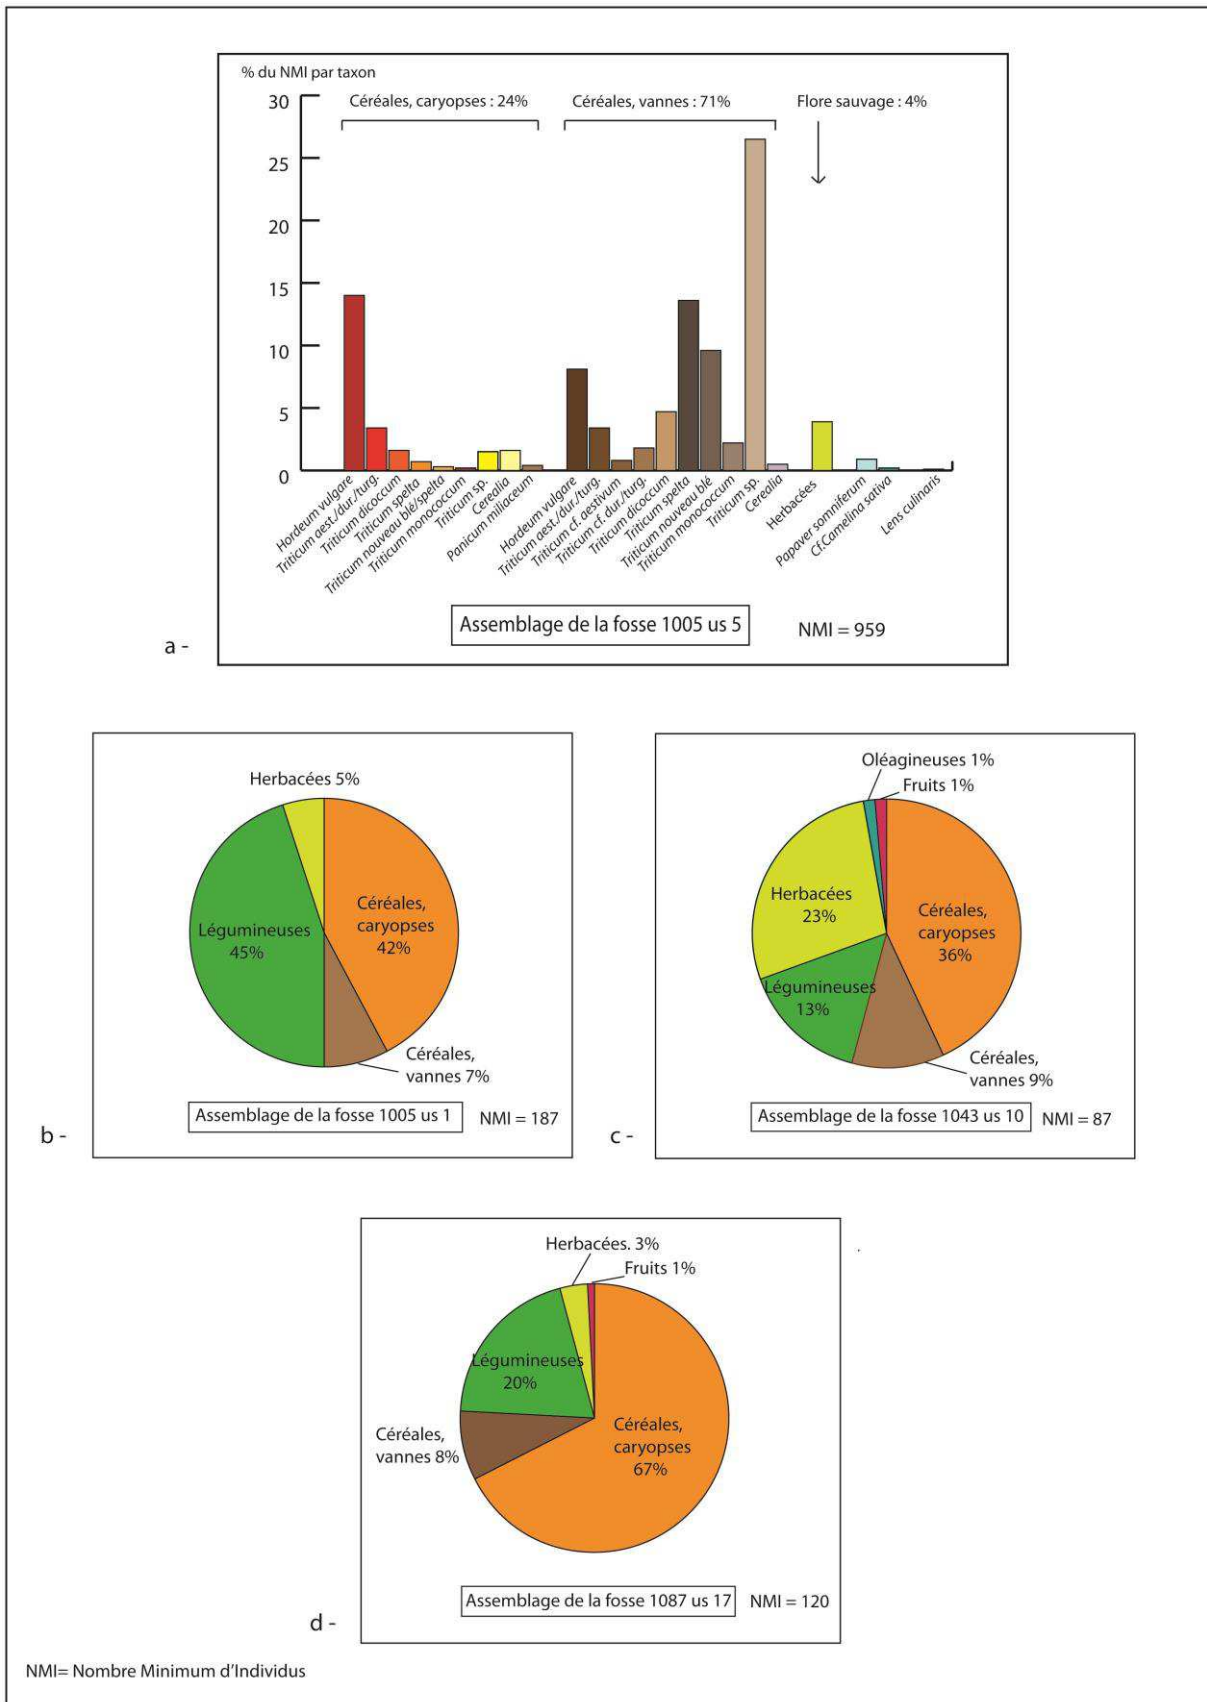 % du NMI par taxon
Céréales, caryopses : 24%
Céréales, vannes : 71%
Flore sauvage : 4%
30
25
20
15
10
5
0
Hordeum vulgare
Triticum aest./dur./turg.
Triticum dicoccum
Triticum spelta
Triticum nouveau blé/spelta
Triticum monococcum
Triticum sp.
Cerealia
Panicum miliaceum
Hordeum vulgare
Triticum aest./dur./turg.
Triticum cf. aestivum
Triticum cf. dur./turg.
Triticum dicoccum
Triticum spelta
Triticum nouveau blé
Triticum monococcum
Triticum sp.
Cerealia
Herbacées
Papaver somniferum
Cf.Camelina sativa
Lens culinaris
Assemblage de la fosse 1005 us 5
NMI = 959
a -
Herbacées 5%
Légumineuses
45%
Céréales,
caryopses
42%
Céréales,
vannes 7%
Assemblage de la fosse 1005 us 1
NMI = 187
b -
Oléagineuses 1%
Fruits 1%
Herbacées
23%
Céréales,
caryopses
36%
Légumineuses
13%
Céréales,
vannes 9%
Assemblage de la fosse 1043 us 10
NMI = 87
c -
Herbacées. 3%
Fruits 1%
Légumineuses
20%
Céréales,
vannes 8%
Céréales,
caryopses
67%
Assemblage de la fosse 1087 us 17
NMI = 120
d -
NMI= Nombre Minimum d'Individus